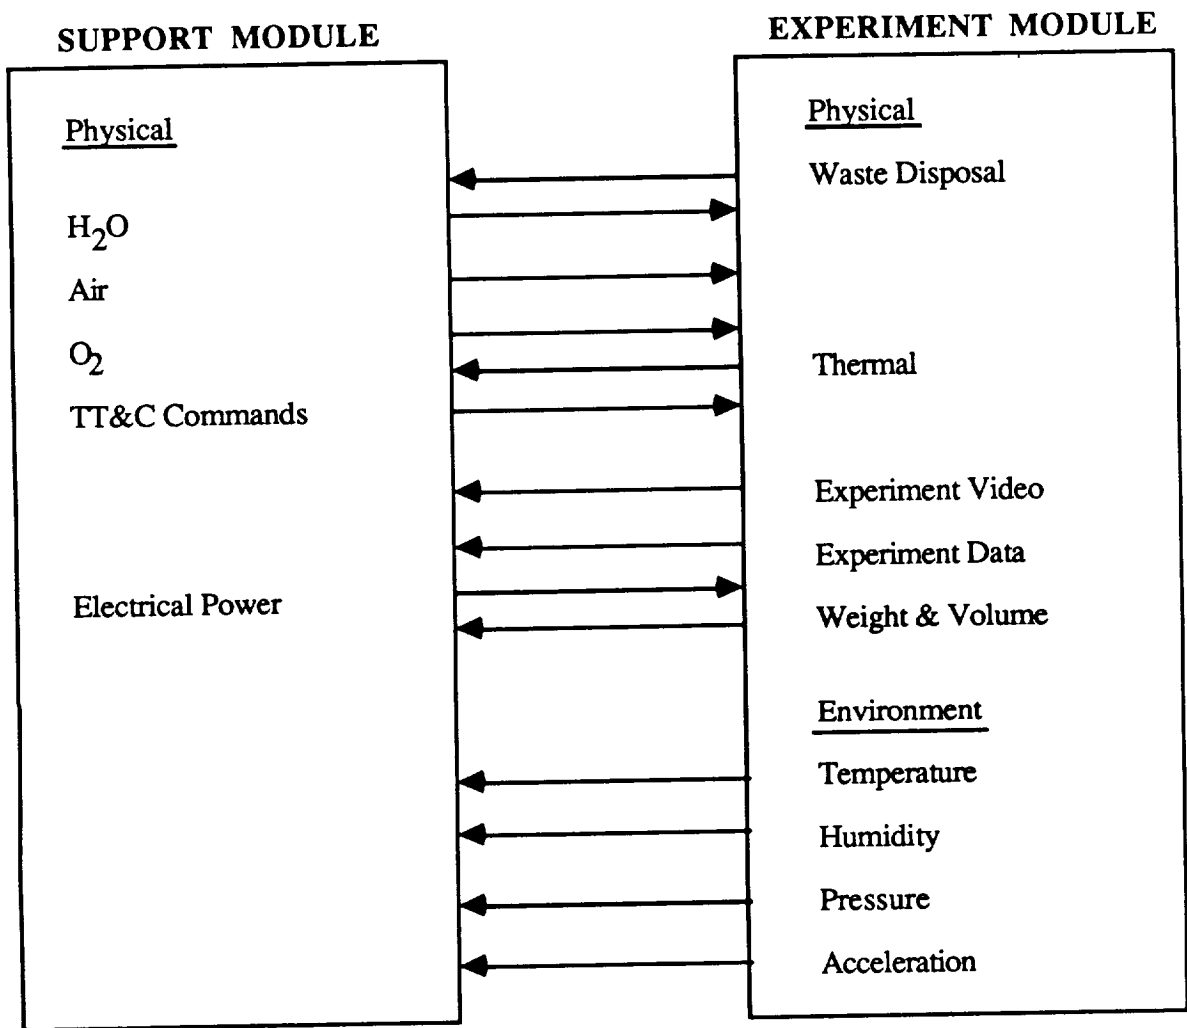 SUPPORT MODULE
Physical
H₂O
Air
O₂
TT&C Commands
Electrical Power
EXPERIMENT MODULE
Physical
Waste Disposal
Thermal
Experiment Video
Experiment Data
Weight & Volume
Environment
Temperature
Humidity
Pressure
Acceleration